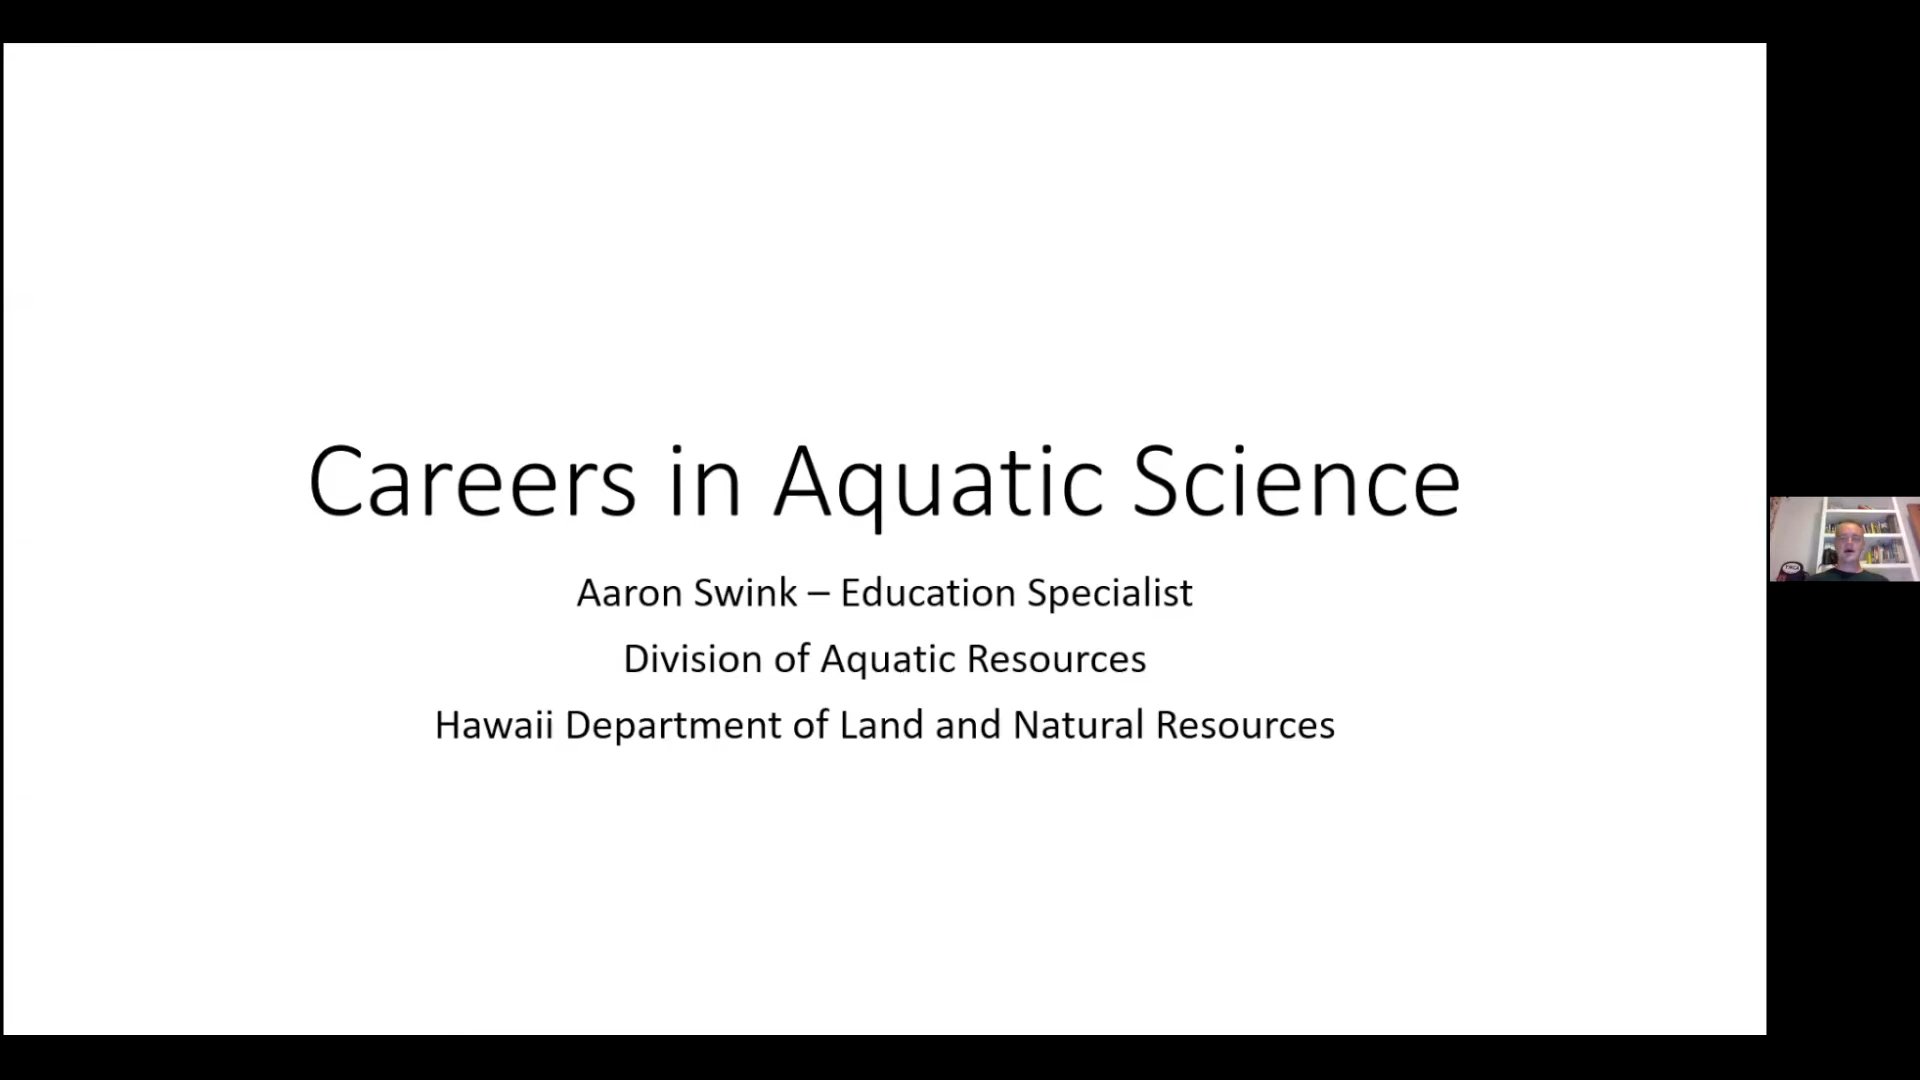 Careers in Aquatic Science
Aaron Swink – Education Specialist
Division of Aquatic Resources
Hawaii Department of Land and Natural Resources